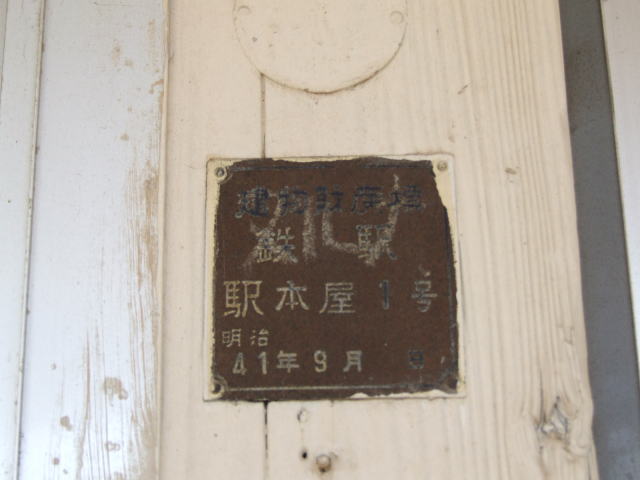 建物財産標
鉄 駅
駅本屋1号
明治
41年9月 日